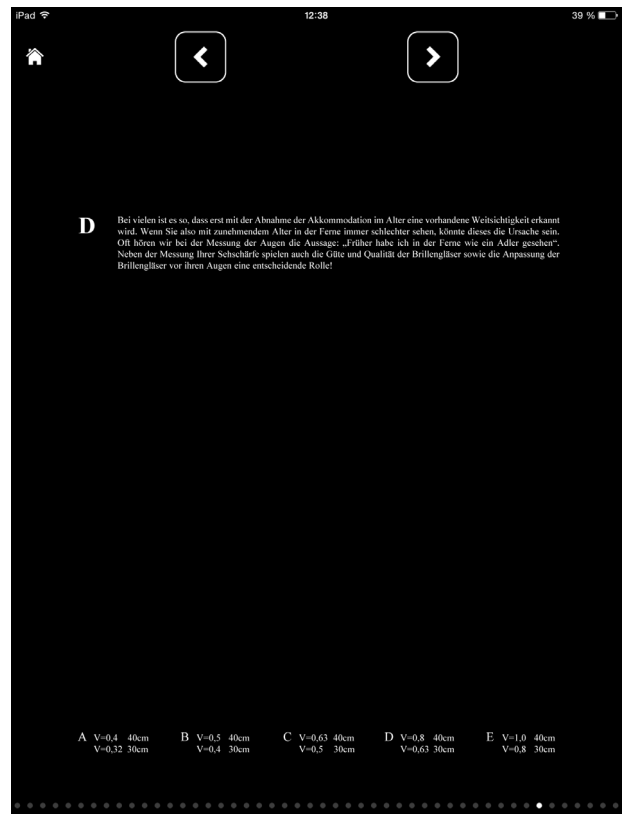 iPad 12:38 39 %
D Bei vielen ist es so, dass erst mit der Abnahme der Akkommodation im Alter eine vorhandene Weitsichtigkeit erkannt
wird. Wenn Sie also mit zunehmendem Alter in der Ferne immer schlechter sehen, könnte dieses die Ursache sein.
Oft hören wir bei der Messung der Augen die Aussage: „Früher habe ich in der Ferne wie ein Adler gesehen“.
Neben der Messung Ihrer Sehschärfe spielen auch die Güte und Qualität der Brillengläser sowie die Anpassung der
Brillengläser vor ihren Augen eine entscheidende Rolle!
A V=0,4 40cm B V=0,5 40cm C V=0,63 40cm D V=0,8 40cm E V=1,0 40cm
V=0,32 30cm V=0,4 30cm V=0,5 30cm V=0,63 30cm V=0,8 30cm